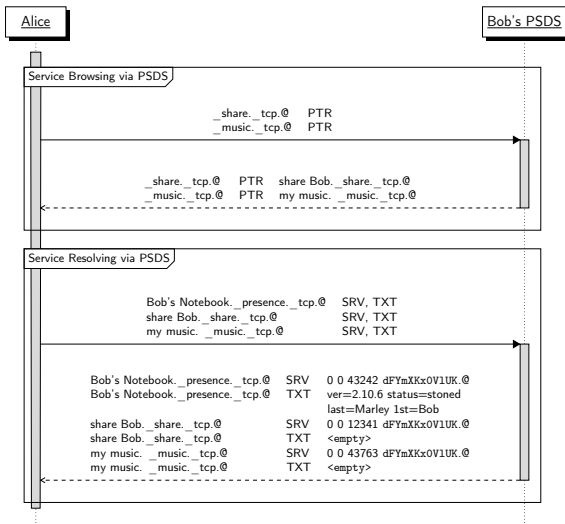 Alice Bob's PSDS
Service Browsing via PSDS
_share._tcp.@ PTR
_music._tcp.@ PTR
_share._tcp.@ PTR share Bob._share._tcp.@
_music._tcp.@ PTR my music. _music._tcp.@
Service Resolving via PSDS
Bob's Notebook._presence._tcp.@ SRV, TXT
share Bob._share._tcp.@ SRV, TXT
my music. _music._tcp.@ SRV, TXT
Bob's Notebook._presence._tcp.@ SRV 0 0 43242 dFYmXKx0VlUK.@
Bob's Notebook._presence._tcp.@ TXT ver=2.10.6 status=stoned
last=Marley 1st=Bob
share Bob._share._tcp.@ SRV 0 0 12341 dFYmXKx0VlUK.@
share Bob._share._tcp.@ TXT <empty>
my music. _music._tcp.@ SRV 0 0 43763 dFYmXKx0VlUK.@
my music. _music._tcp.@ TXT <empty>